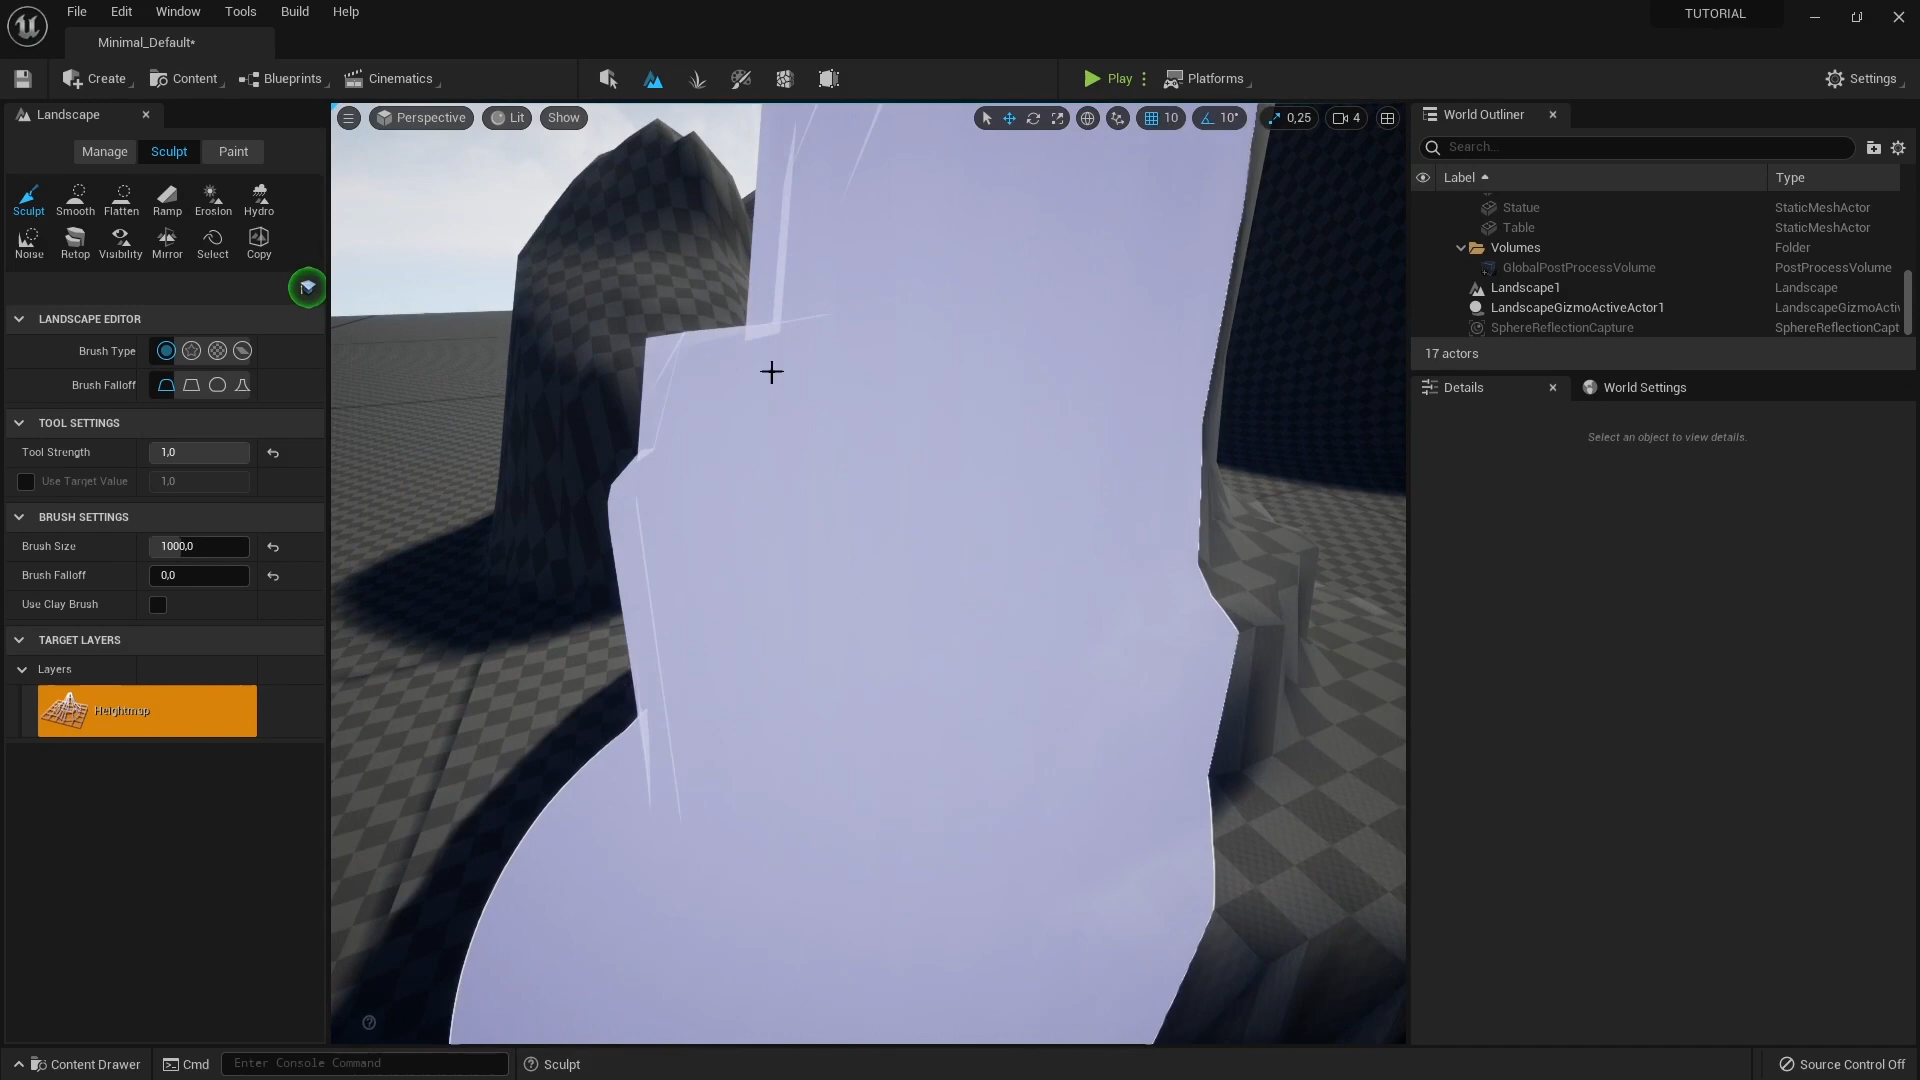 File Edit Window Tools Build Help
TUTORIAL
Minimal_Default*
Create Content Blueprints Cinematics Play Platforms Settings
Landscape
Perspective Lit Show 10 10° 0,25 4
World Outliner
Manage Sculpt Paint
Search...
Label Type
Sculpt Smooth Flatten Ramp Erosion Hydro
Statue StaticMeshActor
Table StaticMeshActor
Noise Retop Visibility Mirror Select Copy
Volumes Folder
GlobalPostProcessVolume PostProcessVolume
Landscape1 Landscape
LandscapeGizmoActiveActor1 LandscapeGizmoActiv
SphereReflectionCapture SphereReflectionCapt
17 actors
LANDSCAPE EDITOR
Brush Type
Brush Falloff
Details World Settings
Select an object to view details.
TOOL SETTINGS
Tool Strength 1,0
Use Target Value 1,0
BRUSH SETTINGS
Brush Size 1000,0
Brush Falloff 0,0
Use Clay Brush
TARGET LAYERS
Layers
Heightmap
Content Drawer Cmd Enter Console Command Sculpt Source Control Off